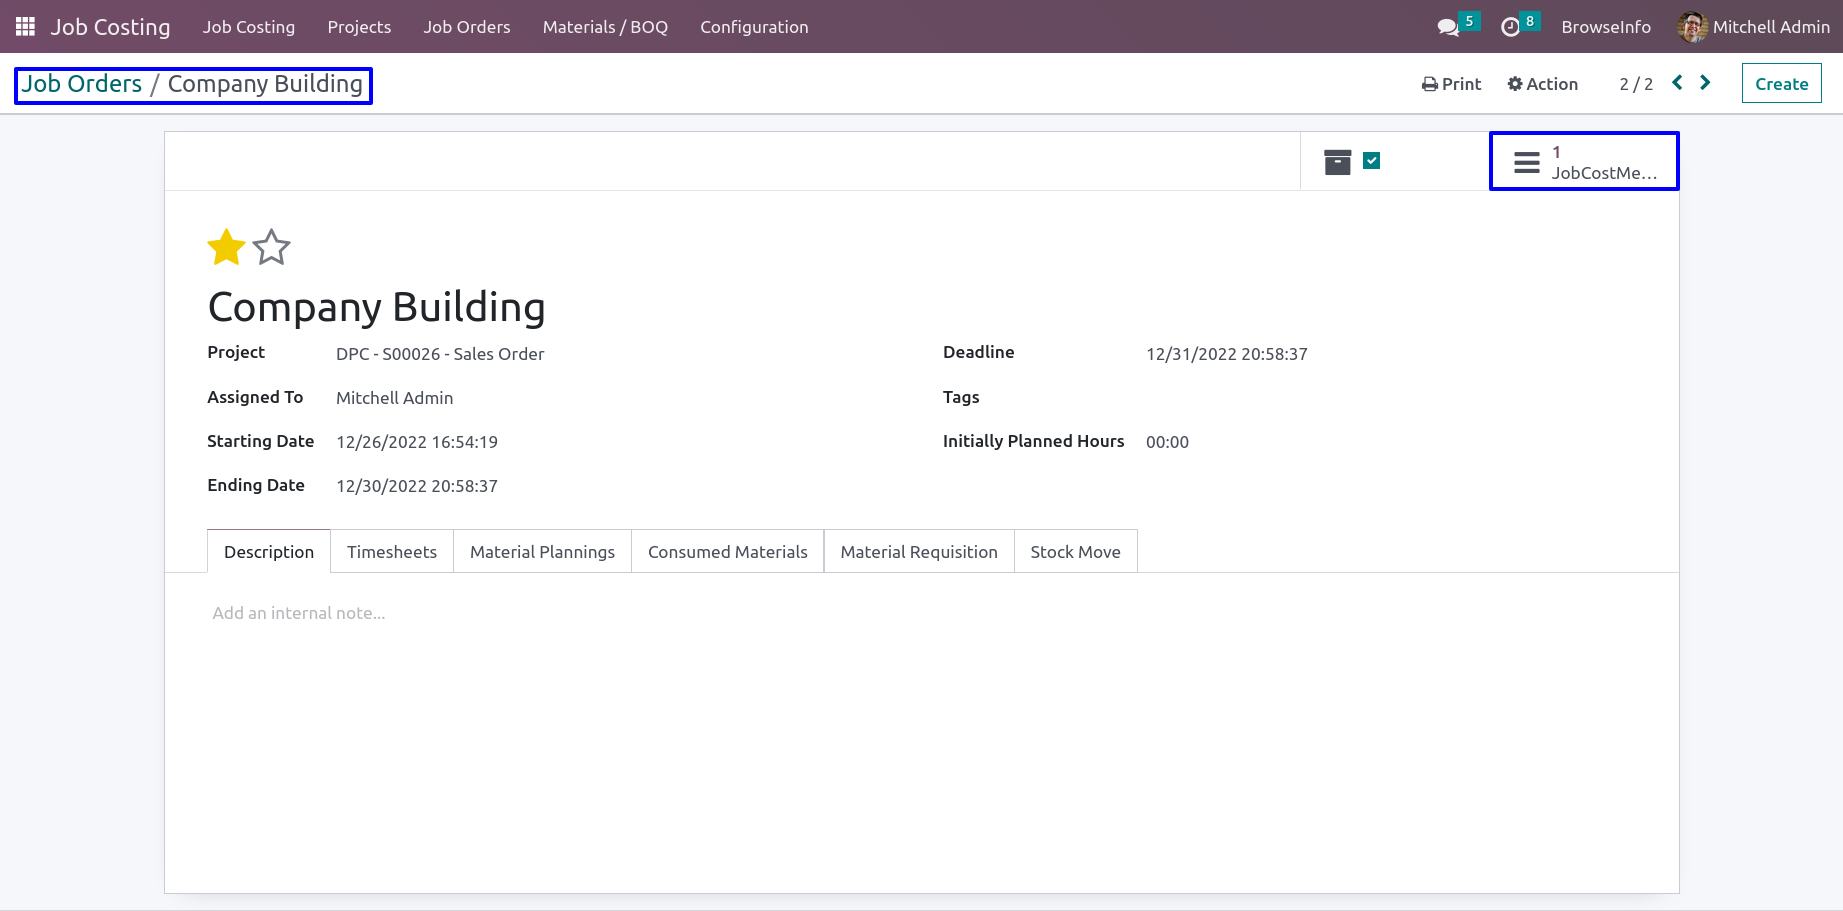 Job Costing Job Costing Projects Job Orders Materials / BOQ Configuration 5 8 BrowseInfo Mitchell Admin
Job Orders / Company Building Print Action 2 / 2 Create
1
JobCostMe...
Company Building
Project DPC - S00026 - Sales Order Deadline 12/31/2022 20:58:37
Assigned To Mitchell Admin Tags
Starting Date 12/26/2022 16:54:19 Initially Planned Hours 00:00
Ending Date 12/30/2022 20:58:37
Description Timesheets Material Plannings Consumed Materials Material Requisition Stock Move
Add an internal note...